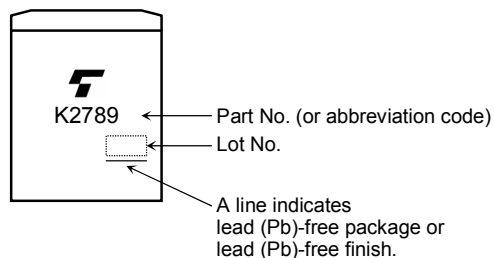 K2789
Part No. (or abbreviation code)
Lot No.
A line indicates
lead (Pb)-free package or
lead (Pb)-free finish.